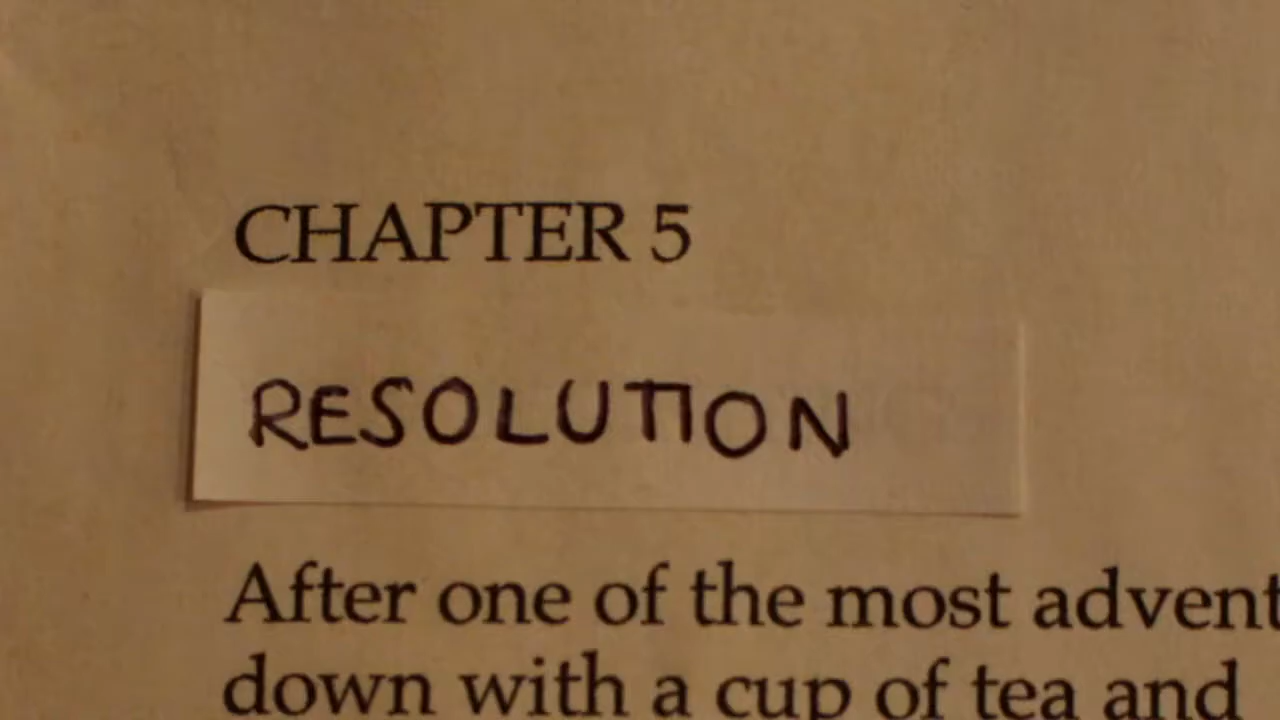 CHAPTER 5
RESOLUTION
After one of the most advent
down with a cup of tea and